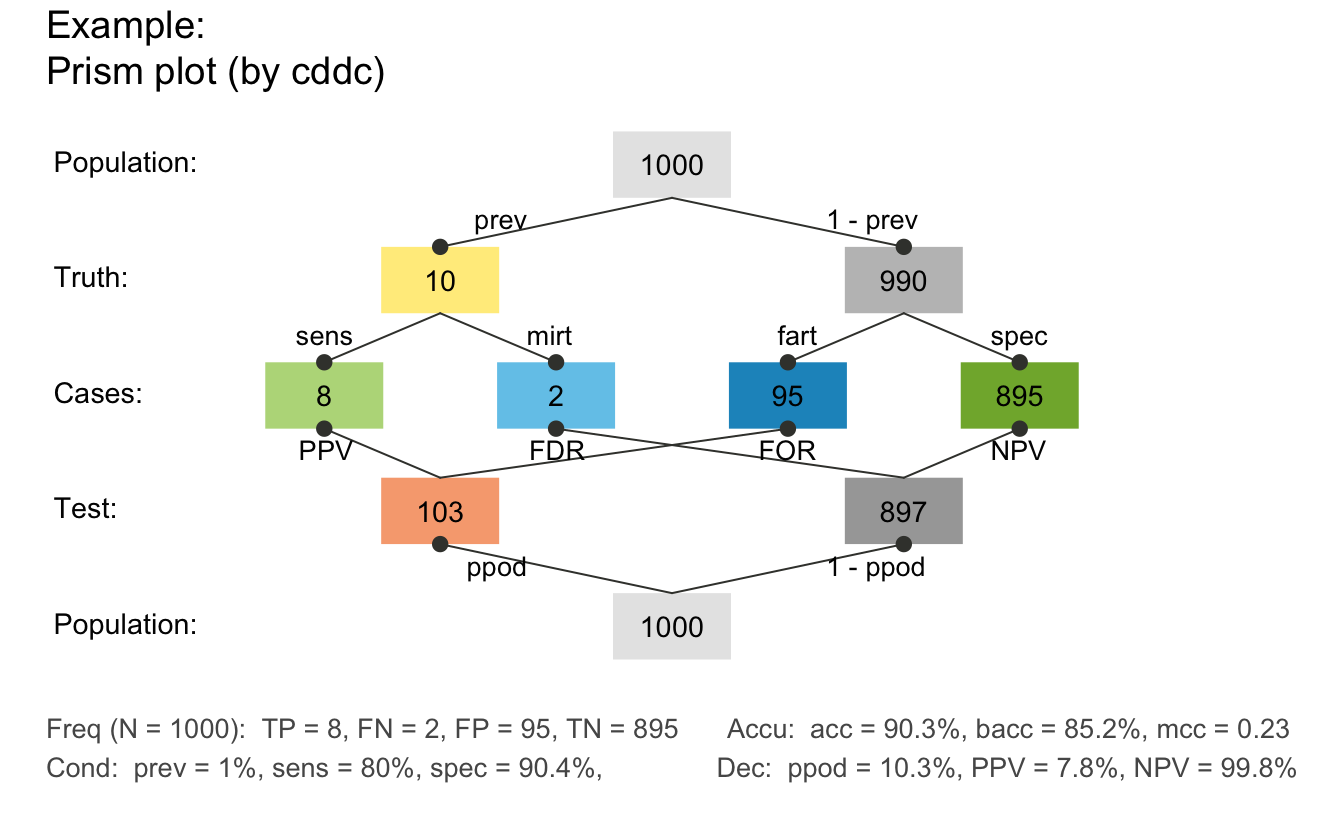 Example:
Prism plot (by cddc)
Population:
1000
prev
1 - prev
Truth:
10
990
sens
mirt
fart
spec
Cases:
8
2
95
895
PPV
FDR
FOR
NPV
Test:
103
897
ppod
1 - ppod
Population:
1000
Freq (N = 1000):  TP = 8, FN = 2, FP = 95, TN = 895
Accu:  acc = 90.3%, bacc = 85.2%, mcc = 0.23
Cond:  prev = 1%, sens = 80%, spec = 90.4%,
Dec:  ppod = 10.3%, PPV = 7.8%, NPV = 99.8%